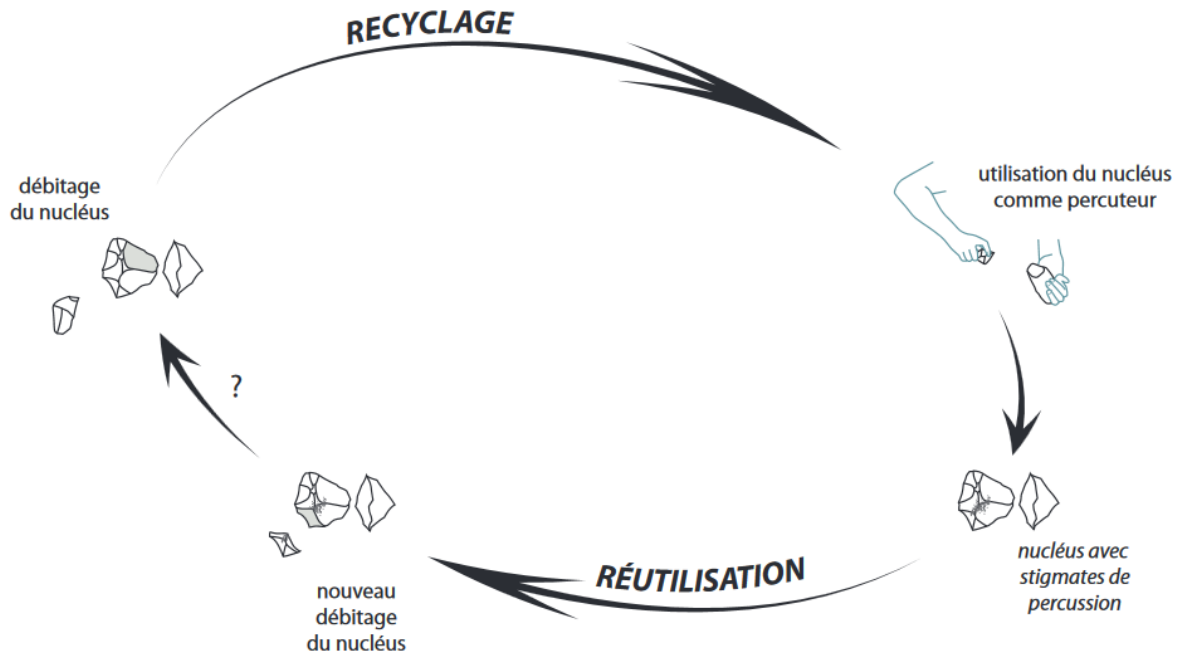 RECYCLAGE
débitage
du nucléus
utilisation du nucléus
comme percuteur
?
nucléus avec
stigmates de
percussion
RÉUTILISATION
nouveau
débitage
du nucléus